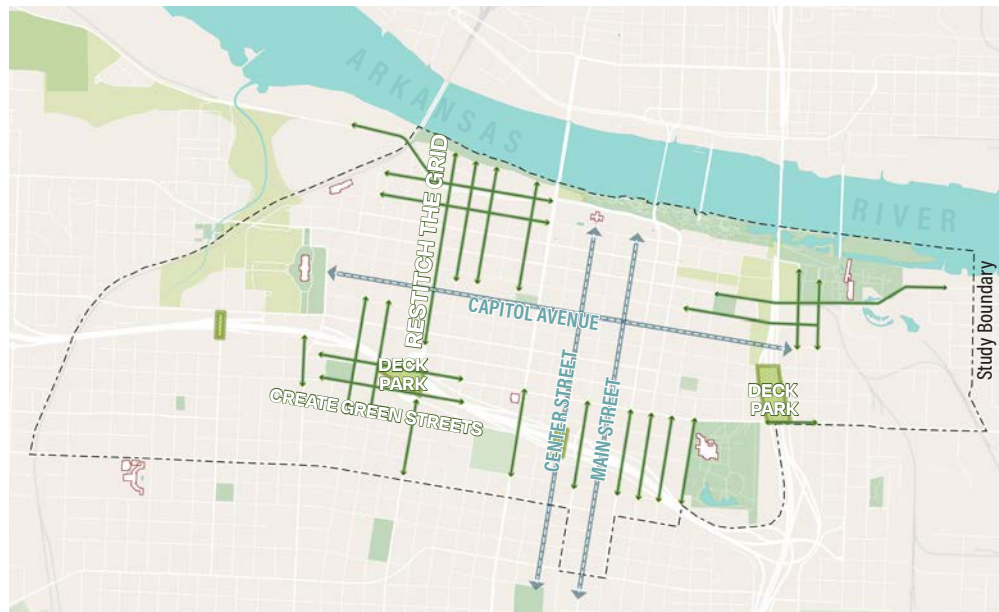 ARKANSAS
RIVER
RESTITCH THE GRID
CAPITOL AVENUE
Study Boundary
DECK
PARK
DECK
PARK
CREATE GREEN STREETS
CENTER STREET
MAIN STREET